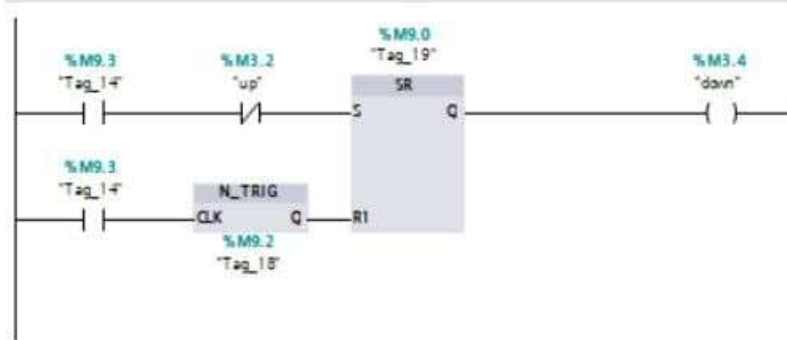 %M9.0
"Tag_19"
%M9.3
%M3.2
%M3.4
"Tag_14"
"up"
SR
"down"
S
Q
%M9.3
"Tag_14"
N_TRIG
CLK
Q
R1
%M9.2
"Tag_18"